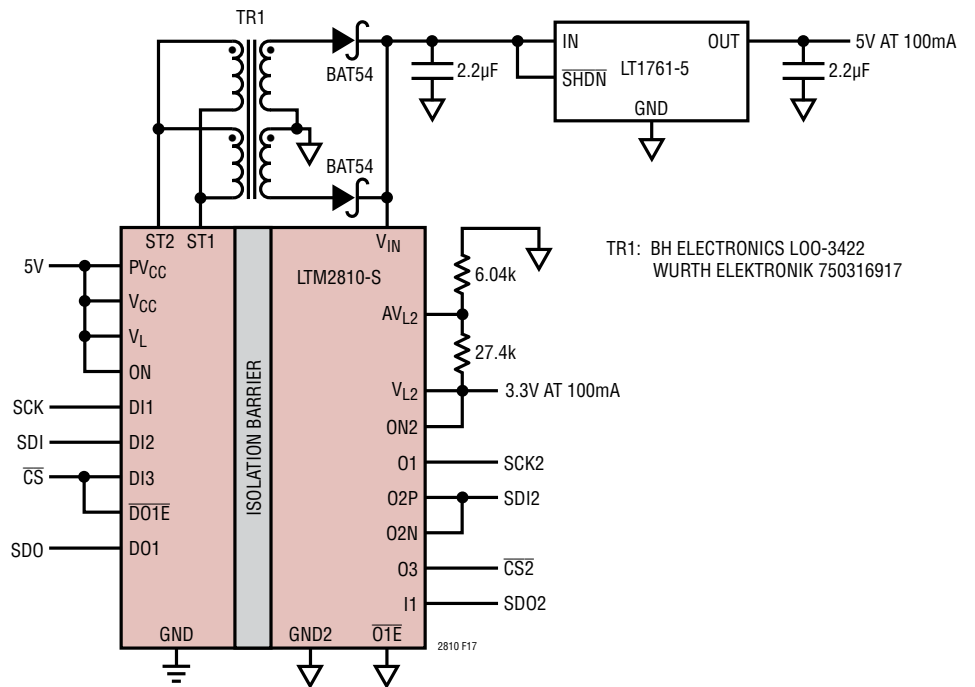 TR1
BAT54
2.2µF
IN
OUT
5V AT 100mA
SHDN
LT1761-5
2.2µF
GND
BAT54
ST2 ST1
VIN
TR1: BH ELECTRONICS LOO-3422
WURTH ELEKTRONIK 750316917
5V
PVCC
LTM2810-S
6.04k
VCC
AVL2
VL
27.4k
ON
VL2
3.3V AT 100mA
SCK
DI1
ISOLATION BARRIER
ON2
SDI
DI2
O1
SCK2
CS
DI3
O2P
SDI2
DO1E
O2N
SDO
DO1
O3
CS2
I1
SDO2
GND
GND2
O1E
2810 F17